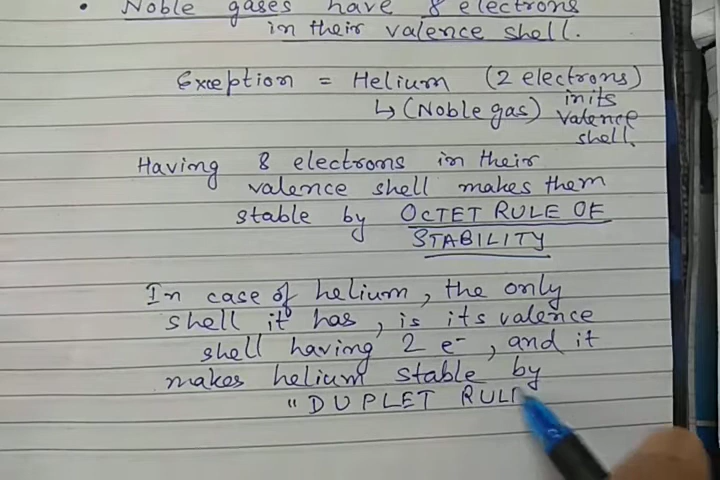 • Noble gases have 8 electrons
in their valence shell.
Exception = Helium (2 electrons)
↳ (Noble gas) in its
valence
shell.
Having 8 electrons in their
valence shell makes them
stable by OCTET RULE OF
STABILITY
In case of helium, the only
shell it has, is its valence
shell having 2 e-, and it
makes helium stable by
"DUPLET RUL